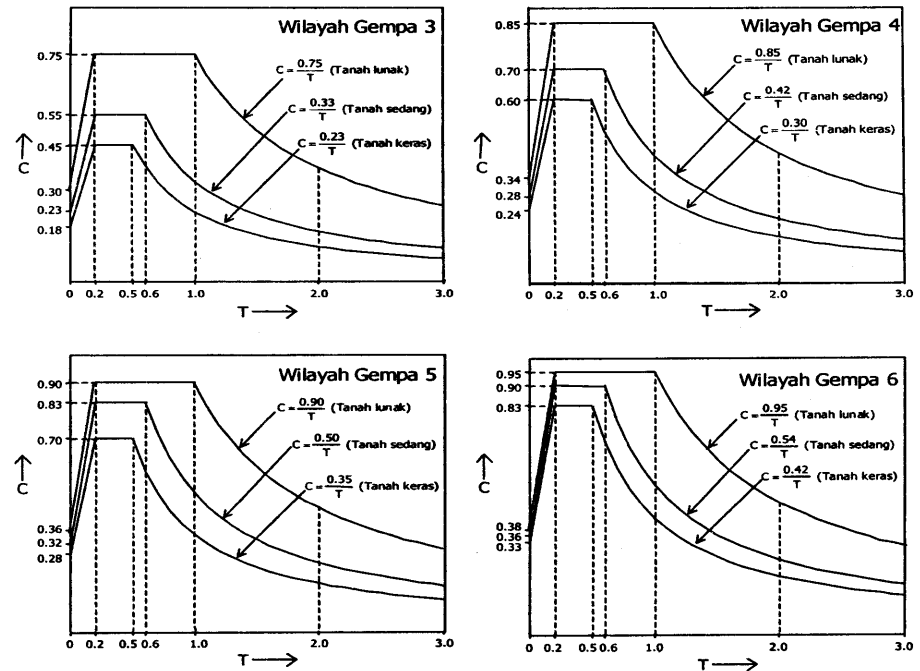 Wilayah Gempa 3
0.75
0.55
0.45
0.30
0.23
0.18
C
C = 0.75/T (Tanah lunak)
C = 0.33/T (Tanah sedang)
C = 0.23/T (Tanah keras)
0 0.2 0.5 0.6 1.0 2.0 3.0
T
Wilayah Gempa 4
0.85
0.70
0.60
0.34
0.28
0.24
C
C = 0.85/T (Tanah lunak)
C = 0.42/T (Tanah sedang)
C = 0.30/T (Tanah keras)
0 0.2 0.5 0.6 1.0 2.0 3.0
T
Wilayah Gempa 5
0.90
0.83
0.70
0.36
0.32
0.28
C
C = 0.90/T (Tanah lunak)
C = 0.50/T (Tanah sedang)
C = 0.35/T (Tanah keras)
0 0.2 0.5 0.6 1.0 2.0 3.0
T
Wilayah Gempa 6
0.95
0.90
0.83
0.38
0.36
0.33
C
C = 0.95/T (Tanah lunak)
C = 0.54/T (Tanah sedang)
C = 0.42/T (Tanah keras)
0 0.2 0.5 0.6 1.0 2.0 3.0
T